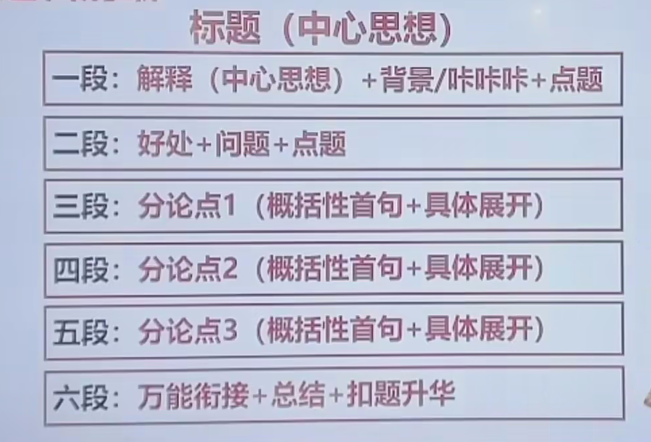 标题（中心思想）
一段：解释（中心思想）+背景/咔咔咔+点题
二段：好处+问题+点题
三段：分论点1（概括性首句+具体展开）
四段：分论点2（概括性首句+具体展开）
五段：分论点3（概括性首句+具体展开）
六段：万能衔接+总结+扣题升华